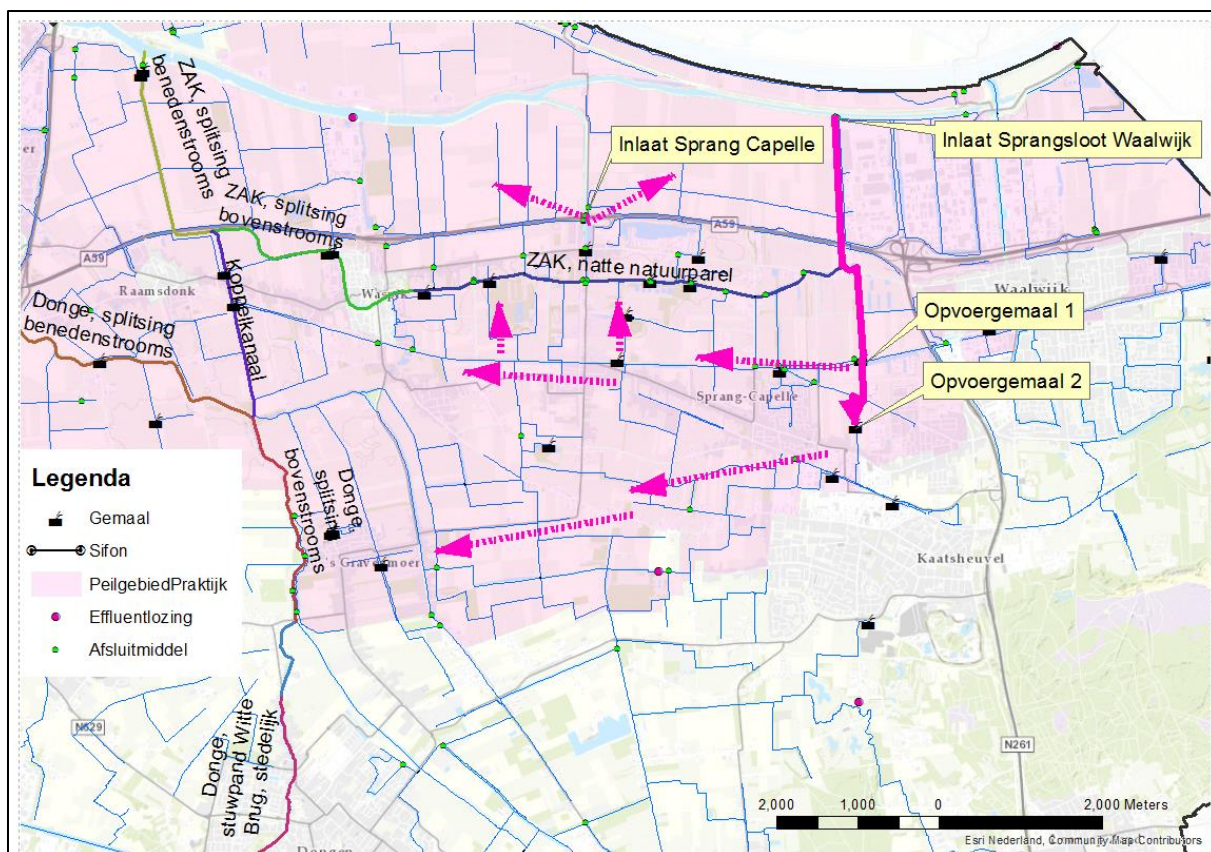 ZAK, splitsing
benedenstrooms
ZAK, splitsing
bovenstrooms
Inlaat Sprang Capelle
Inlaat Sprangsloot Waalwijk
A59
A59
ZAK, natte natuurparel
Raamsdonk
Waspik
Waalwijk
Koppelkanaal
Donge, splitsing
benedenstrooms
Opvoergemaal 1
Sprang-Capelle
Opvoergemaal 2
Donge,
splitsing
bovenstrooms
's Gravenmoer
Kaatsheuvel
Legenda
Gemaal
Sifon
PeilgebiedPraktijk
Effluentlozing
Afsluitmiddel
N629
Donge,
stuwpand Witte
Brug, stedelijk
Dongen
N261
2,000 1,000 0 2,000 Meters
Esri Nederland, Community Map Contributors